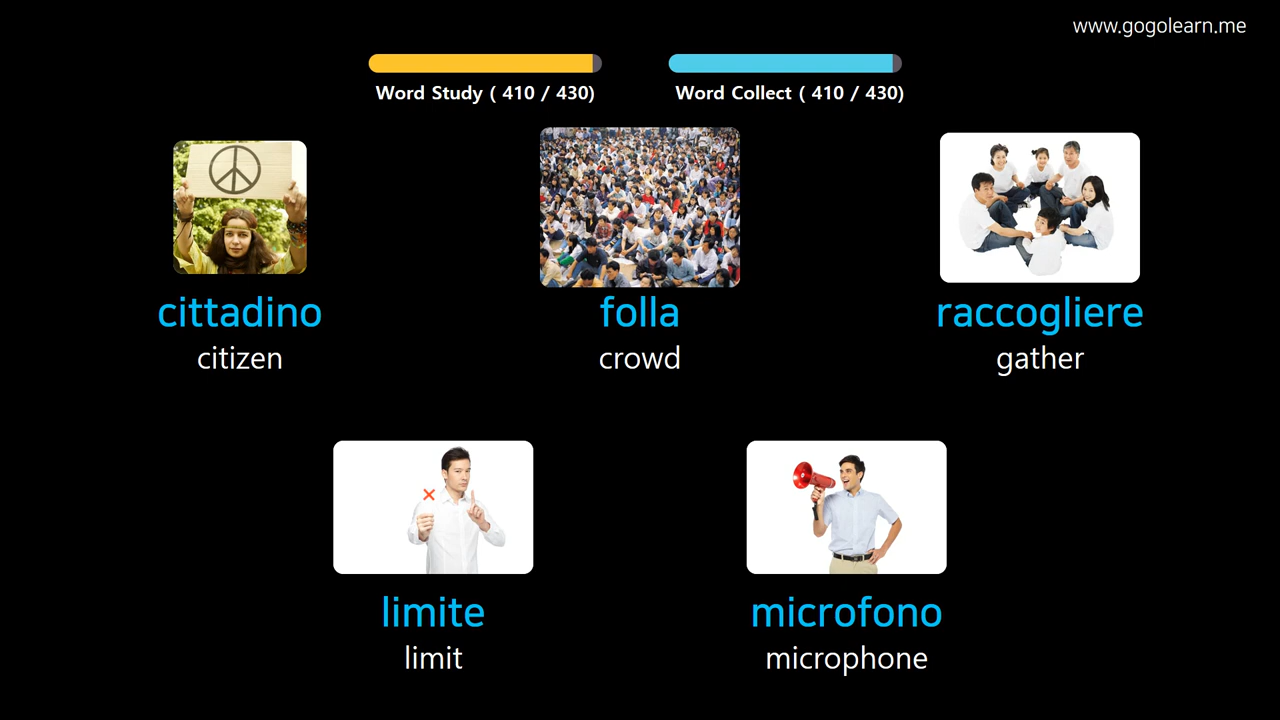 www.gogolearn.me
Word Study ( 410 / 430)
Word Collect ( 410 / 430)
cittadino
citizen
folla
crowd
raccogliere
gather
limite
limit
microfono
microphone